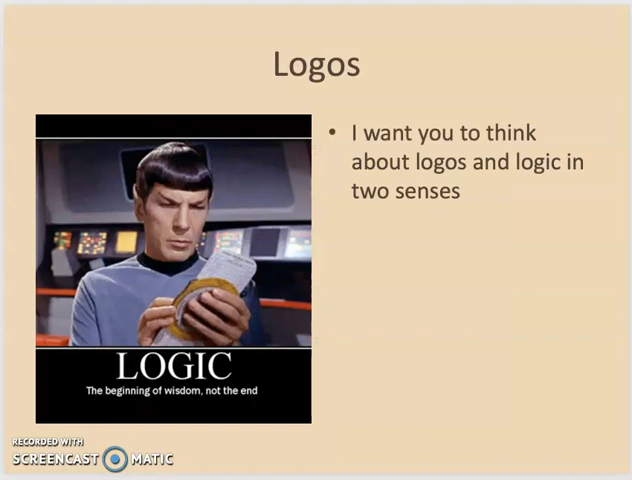 Logos
• I want you to think
about logos and logic in
two senses
LOGIC
The beginning of wisdom, not the end
RECORDED WITH
SCREENCAST MATIC